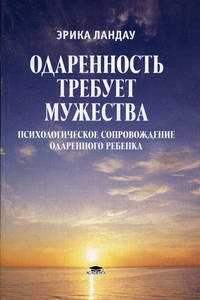 ЭРИКА ЛАНДАУ
ОДАРЕННОСТЬ
ТРЕБУЕТ
МУЖЕСТВА
ПСИХОЛОГИЧЕСКОЕ СОПРОВОЖДЕНИЕ
ОДАРЕННОГО РЕБЕНКА